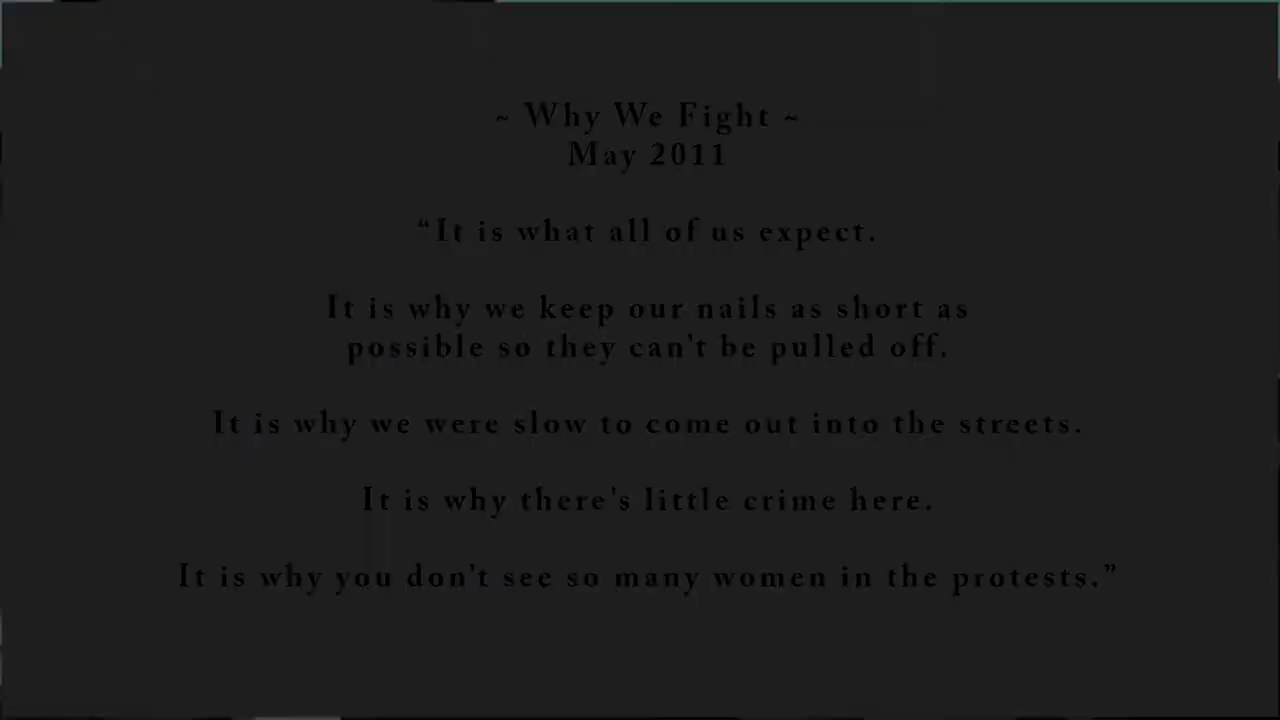 ~ Why We Fight ~
May 2011
“It is what all of us expect.
It is why we keep our nails as short as
possible so they can't be pulled off.
It is why we were slow to come out into the streets.
It is why there's little crime here.
It is why you don't see so many women in the protests.”